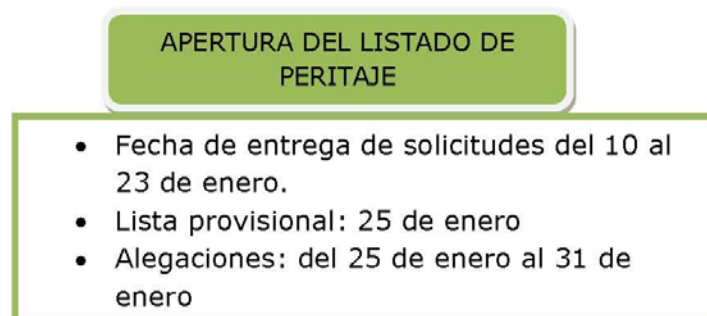 APERTURA DEL LISTADO DE
PERITAJE
• Fecha de entrega de solicitudes del 10 al
23 de enero.
• Lista provisional: 25 de enero
• Alegaciones: del 25 de enero al 31 de
enero